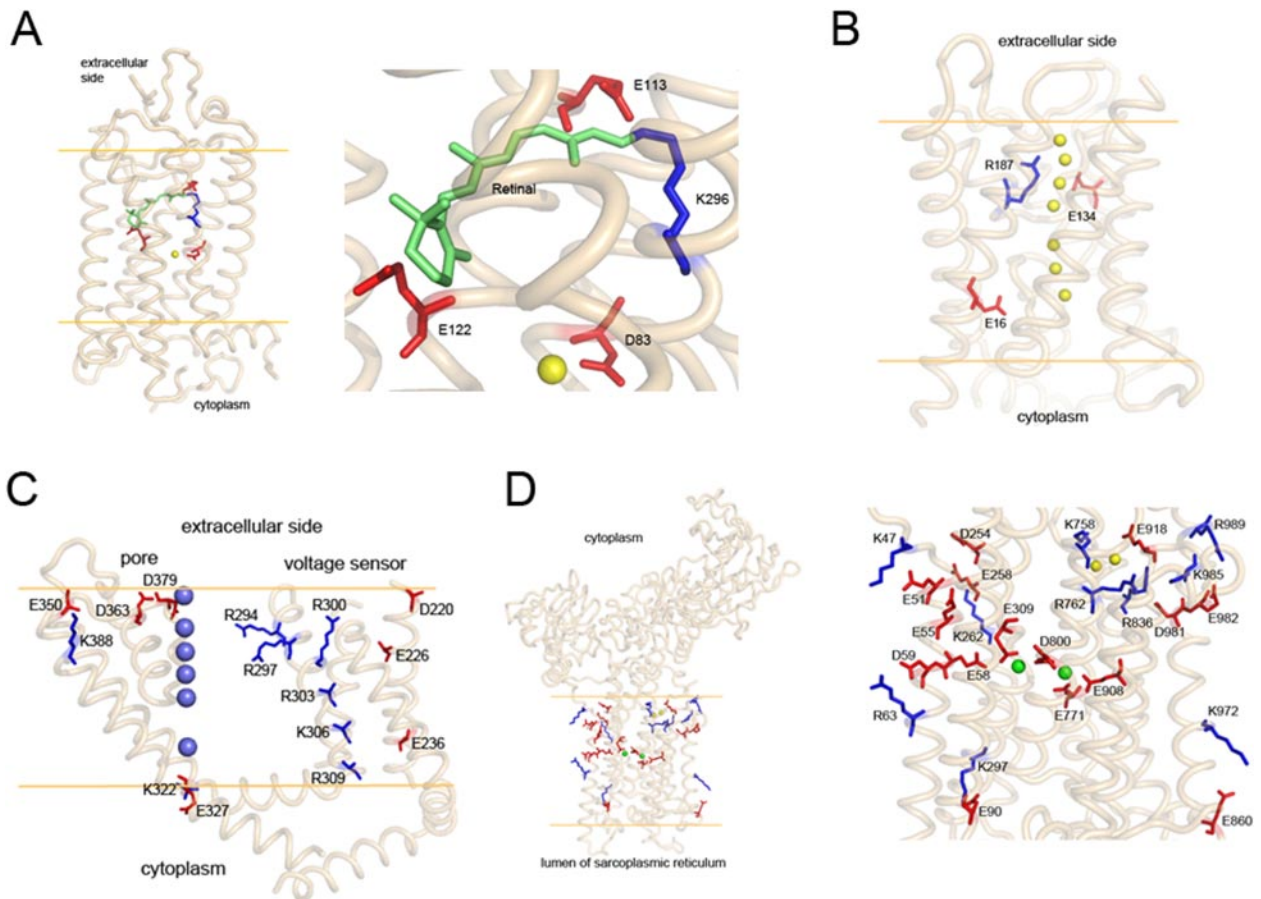 A
extracellular
side
cytoplasm
E113
Retinal
K296
E122
D83
B
extracellular side
R187
E134
E16
cytoplasm
C
extracellular side
pore
voltage sensor
D379
E350
D363
K388
R294
R300
D220
R297
E226
R303
K306
E236
R309
K322
E327
cytoplasm
D
cytoplasm
lumen of sarcoplasmic reticulum
K47
D254
K758
E918
R989
E258
K985
E51
E309
R762
R836
E982
E55
K262
D981
D800
D59
E58
E908
E771
R63
K972
K297
E90
E860